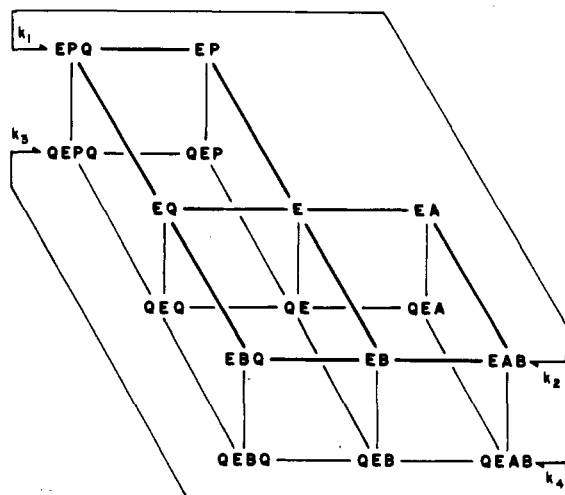 k₁
EPQ EP
k₃
QEPQ QEP
EQ E EA
QEQ QE QEA
EBQ EB EAB
k₂
QEBQ QEB QEAB
k₄